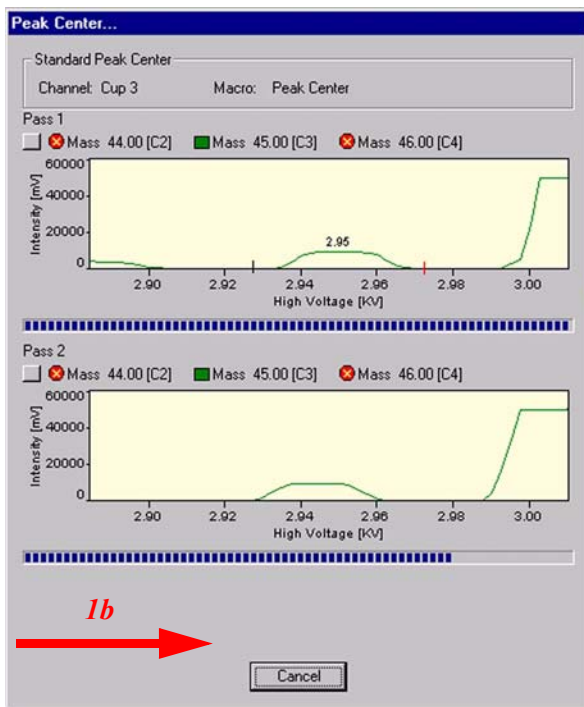 Peak Center...
Standard Peak Center
Channel: Cup 3 Macro: Peak Center
Pass 1
Mass 44.00 [C2] Mass 45.00 [C3] Mass 46.00 [C4]
60000
40000
20000
0
Intensity [mV]
2.95
2.90 2.92 2.94 2.96 2.98 3.00
High Voltage [KV]
Pass 2
Mass 44.00 [C2] Mass 45.00 [C3] Mass 46.00 [C4]
60000
40000
20000
0
Intensity [mV]
2.90 2.92 2.94 2.96 2.98 3.00
High Voltage [KV]
1b
Cancel